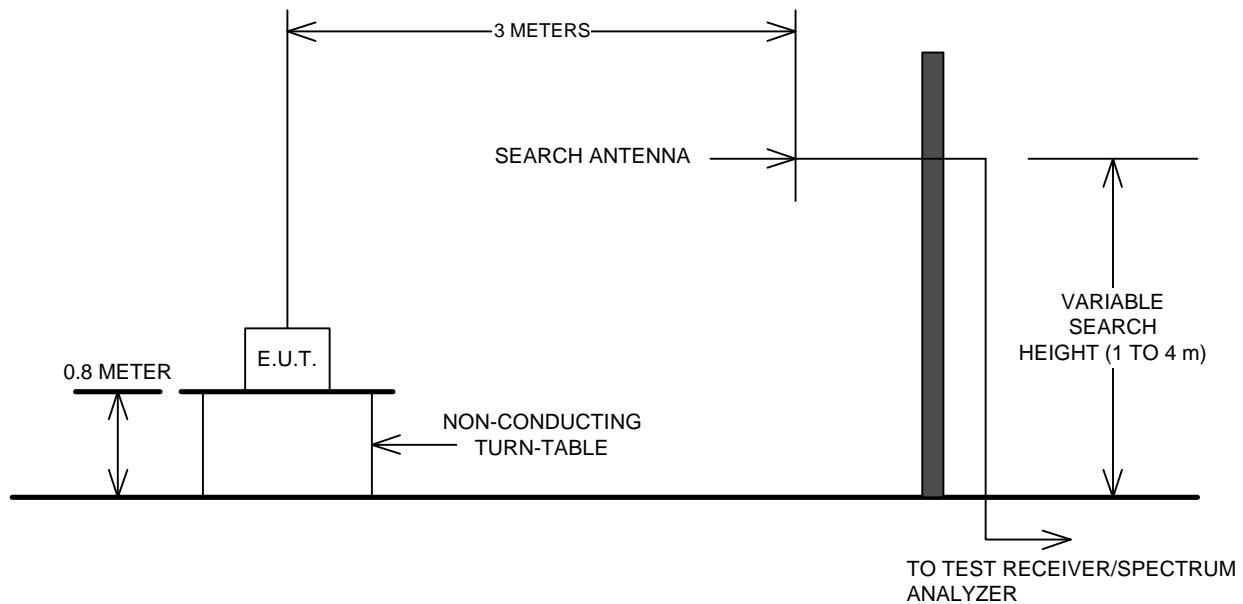 3 METERS
SEARCH ANTENNA
VARIABLE
SEARCH
HEIGHT (1 TO 4 m)
E.U.T.
0.8 METER
NON-CONDUCTING
TURN-TABLE
TO TEST RECEIVER/SPECTRUM
ANALYZER